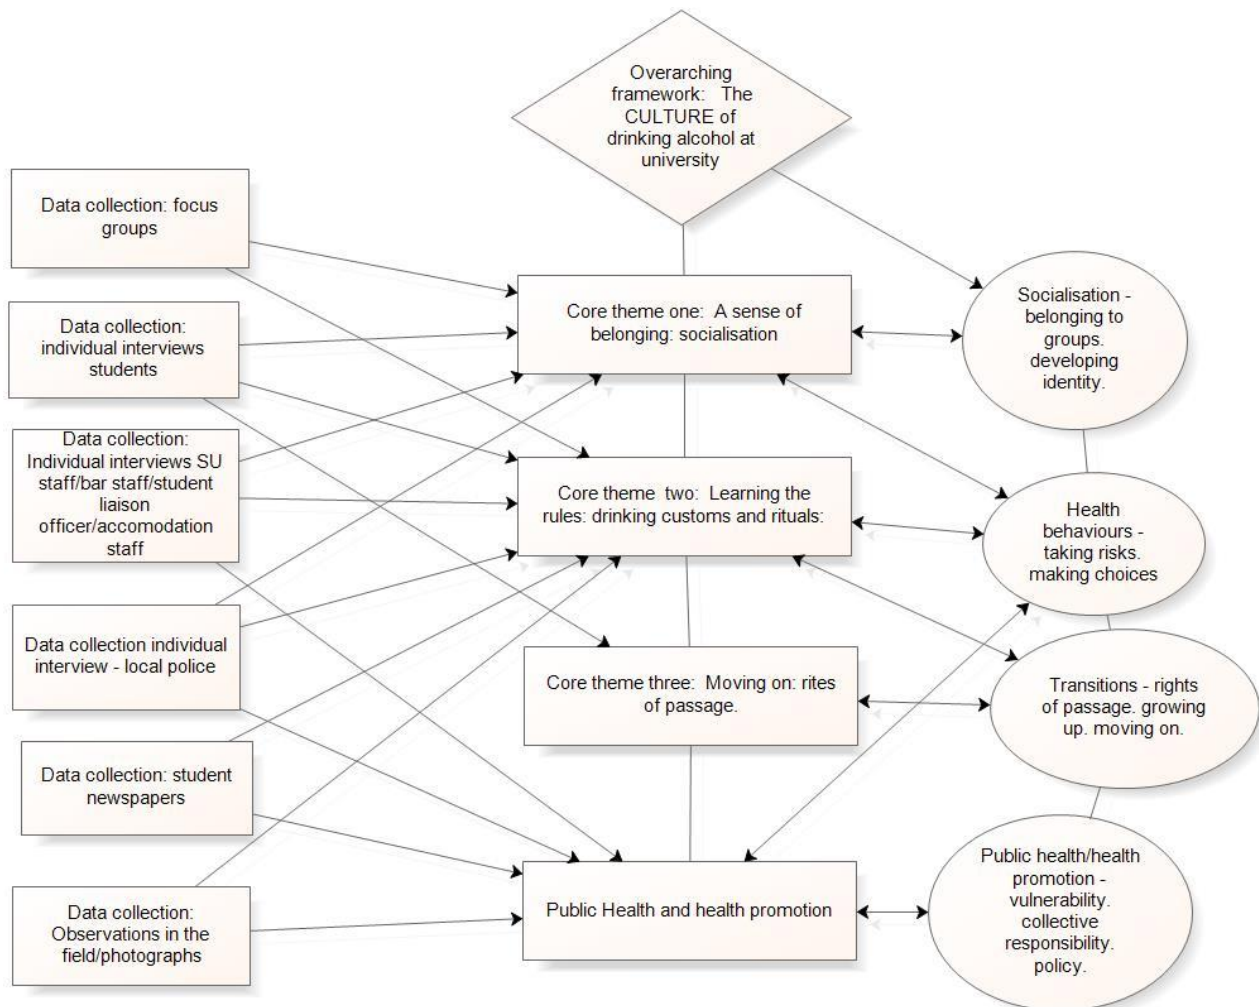 Overarching
framework: The
CULTURE of
drinking alcohol at
university
Data collection: focus
groups
Data collection:
individual interviews
students
Data collection:
Individual interviews SU
staff/bar staff/student
liaison
officer/accomodation
staff
Data collection individual
interview - local police
Data collection: student
newspapers
Data collection:
Observations in the
field/photographs
Core theme one: A sense of
belonging: socialisation
Core theme two: Learning the
rules: drinking customs and rituals:
Core theme three: Moving on: rites
of passage.
Public Health and health promotion
Socialisation -
belonging to
groups.
developing
identity.
Health
behaviours -
taking risks.
making choices
Transitions - rights
of passage. growing
up. moving on.
Public health/health
promotion -
vulnerability.
collective
responsibility.
policy.